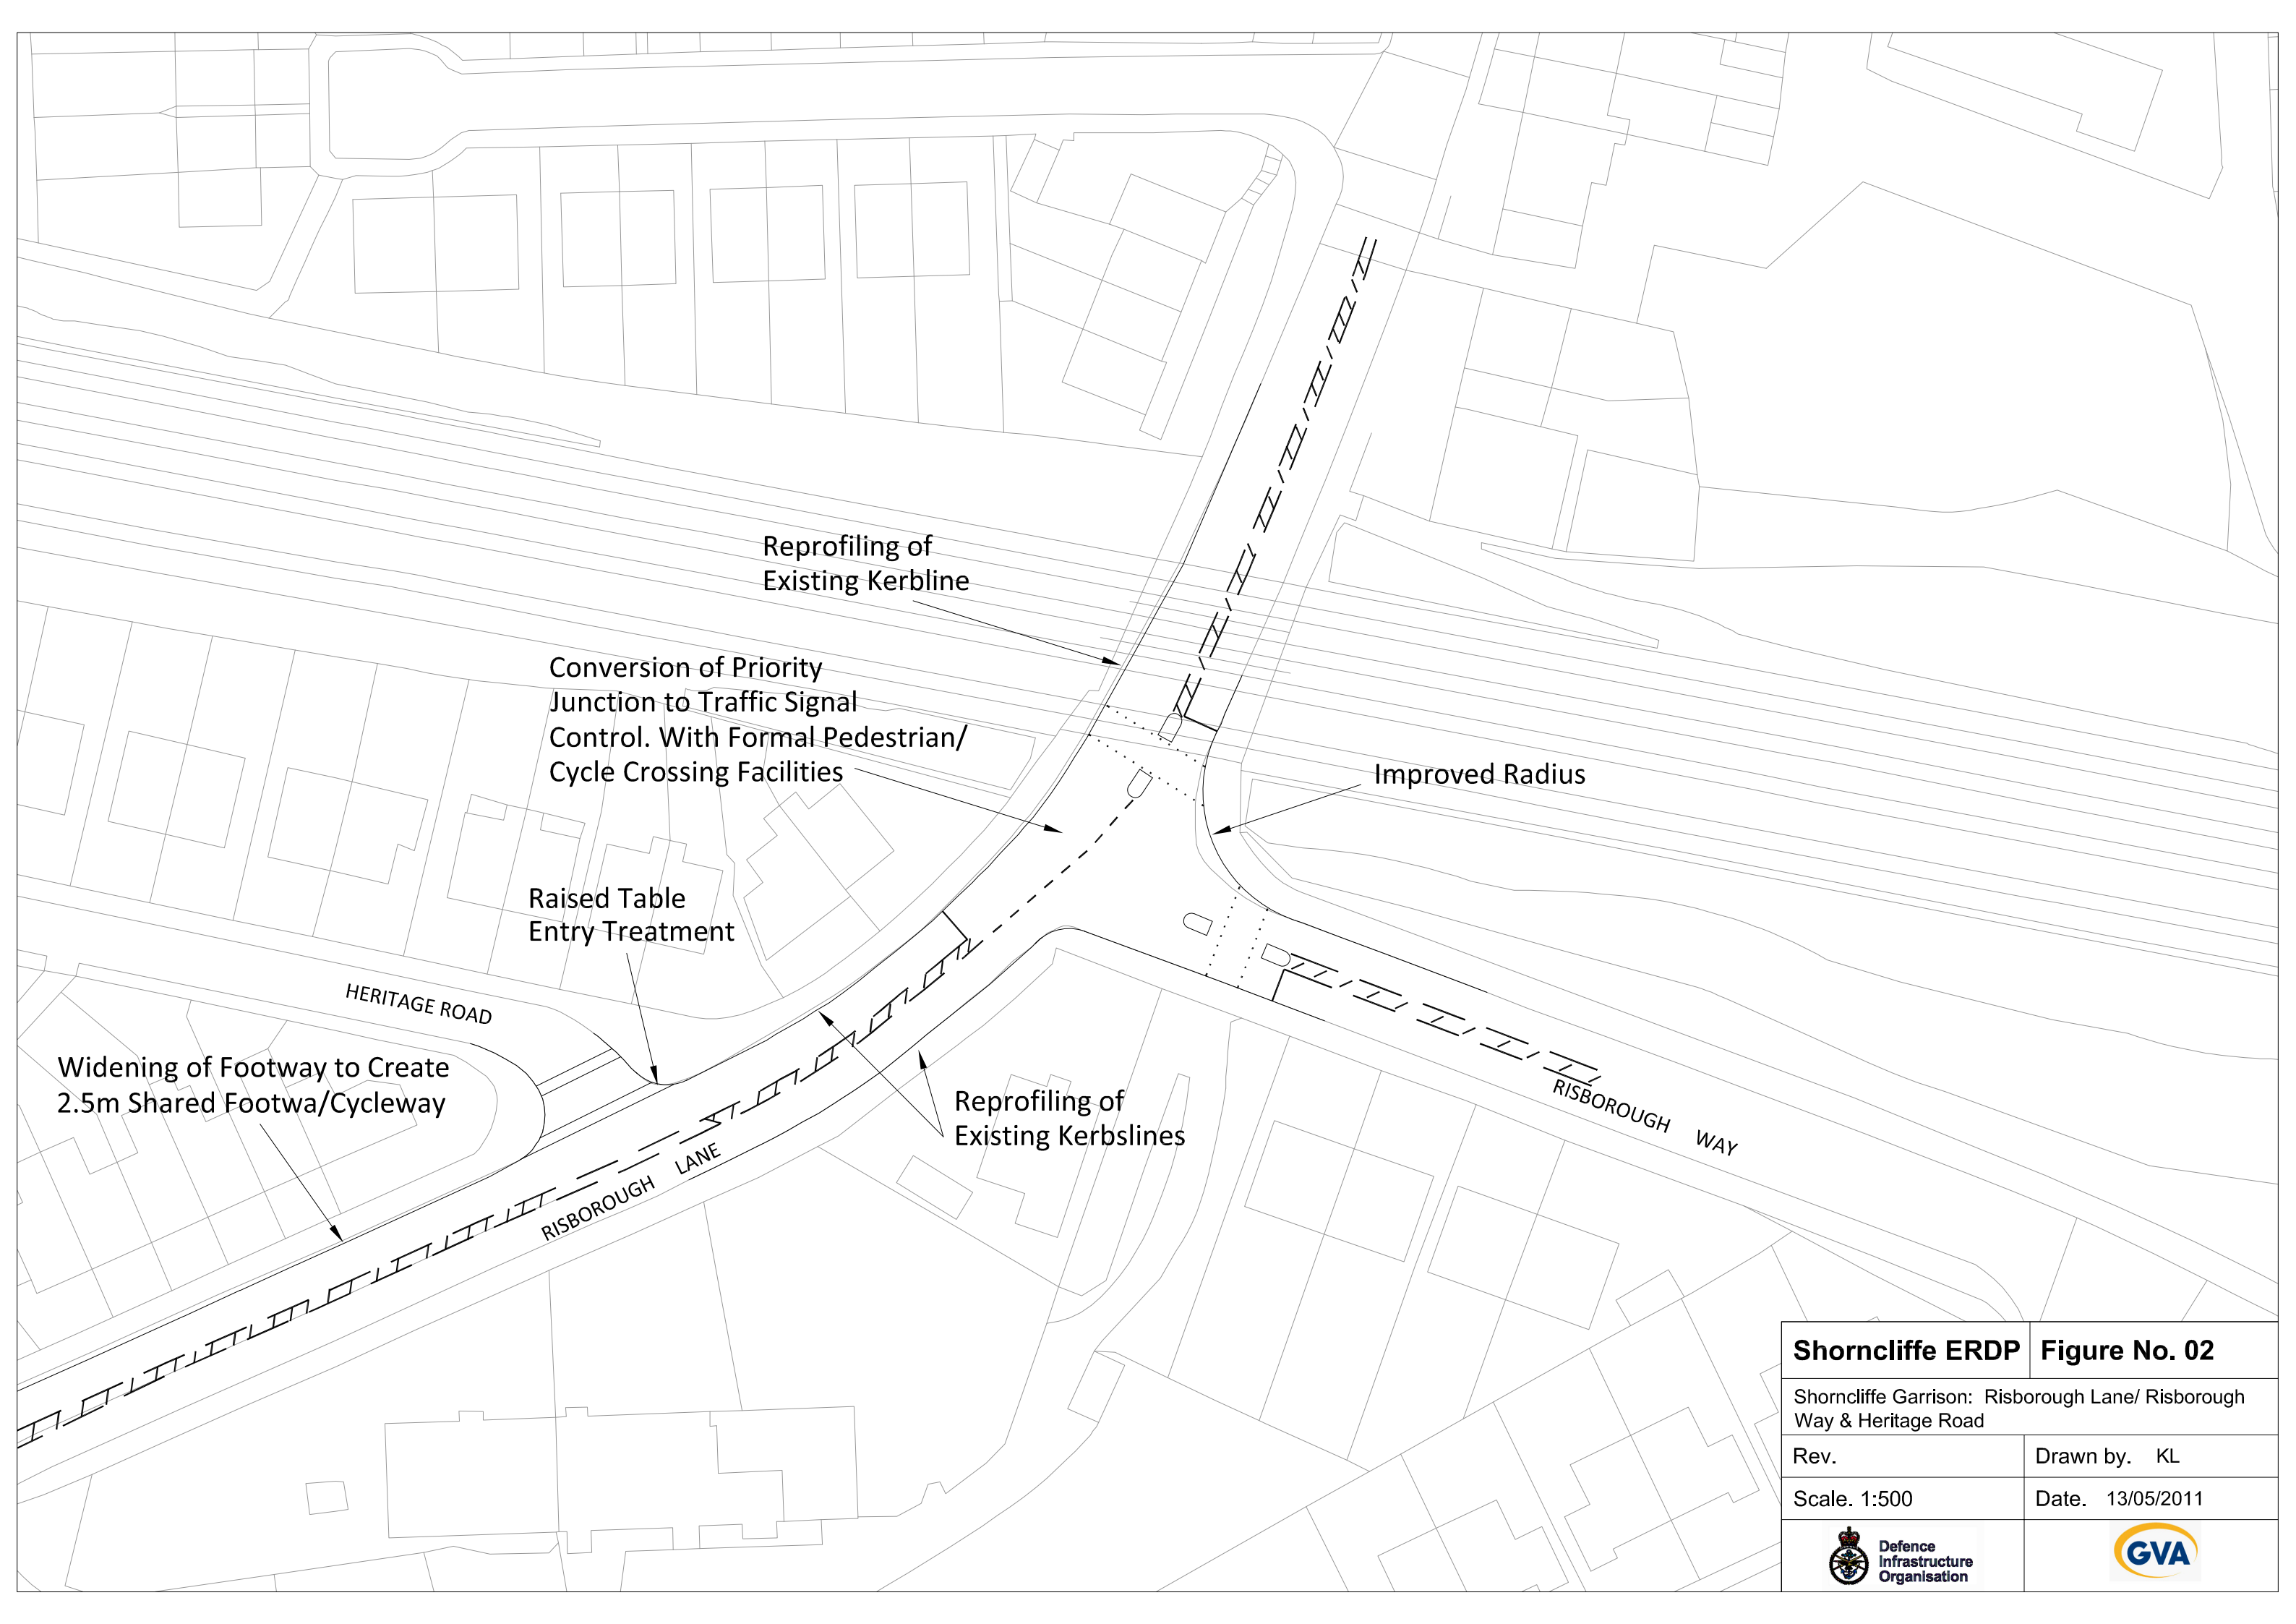 Reprofiling of
Existing Kerbline
Conversion of Priority
Junction to Traffic Signal
Control. With Formal Pedestrian/
Cycle Crossing Facilities
Improved Radius
Raised Table
Entry Treatment
HERITAGE ROAD
Widening of Footway to Create
2.5m Shared Footwa/Cycleway
Reprofiling of
Existing Kerbslines
RISBOROUGH LANE
RISBOROUGH WAY
Shorncliffe ERDP
Figure No. 02
Shorncliffe Garrison: Risborough Lane/ Risborough
Way & Heritage Road
Rev.
Drawn by. KL
Scale. 1:500
Date. 13/05/2011
Defence
Infrastructure
Organisation
GVA